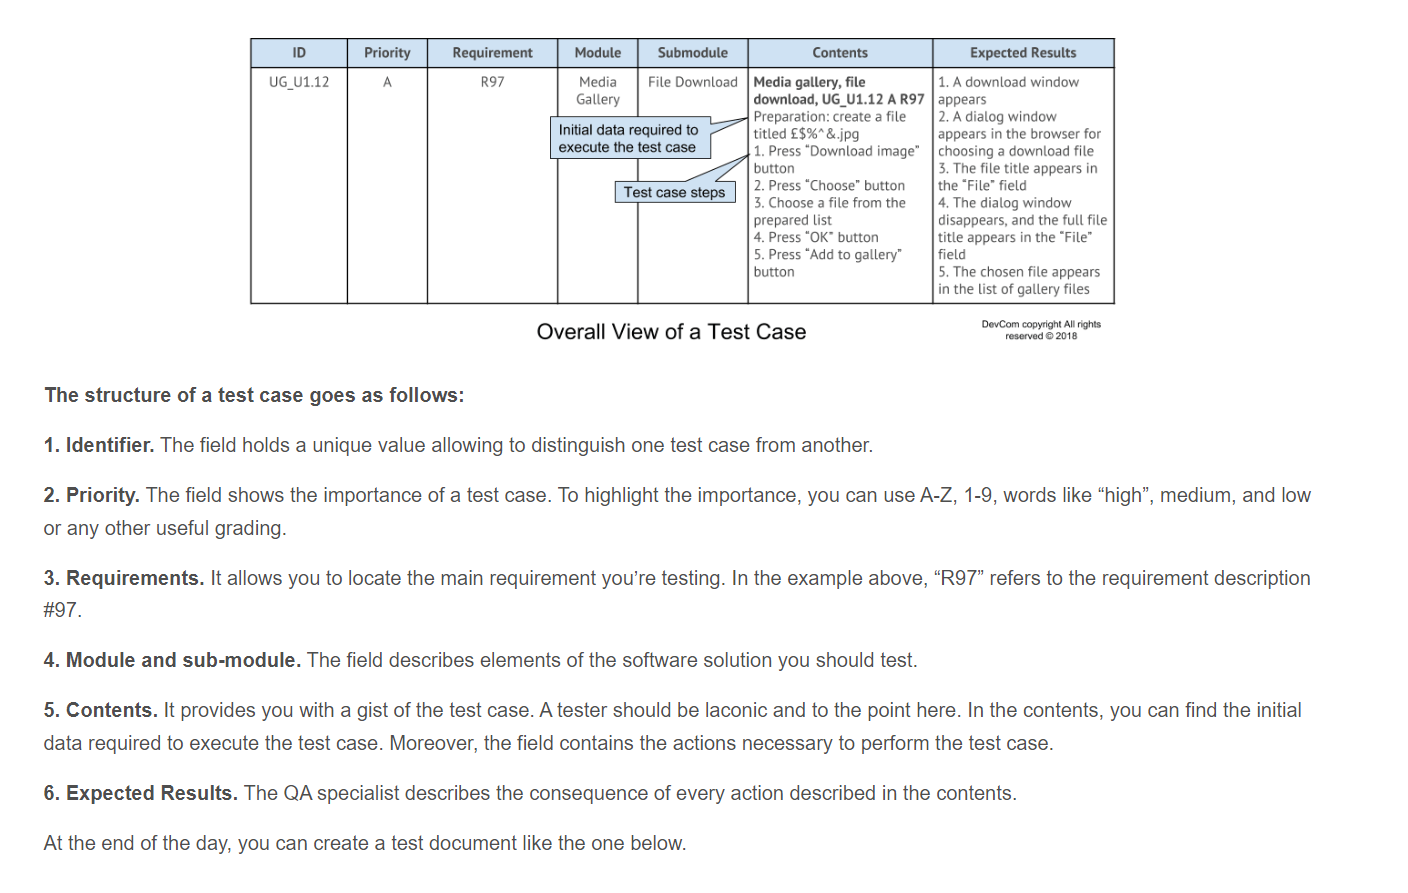 ID Priority Requirement Module Submodule Contents Expected Results
UG_U1.12 A R97 Media Gallery File Download
Media gallery, file
download, UG_U1.12 A R97
Preparation: create a file
titled £$%^&.jpg
1. Press “Download image”
button
2. Press “Choose” button
3. Choose a file from the
prepared list
4. Press “OK” button
5. Press “Add to gallery”
button
1. A download window
appears
2. A dialog window
appears in the browser for
choosing a download file
3. The file title appears in
the “File” field
4. The dialog window
disappears, and the full file
title appears in the “File”
field
5. The chosen file appears
in the list of gallery files
Initial data required to
execute the test case
Test case steps
Overall View of a Test Case
DevCom copyright All rights
reserved © 2018
The structure of a test case goes as follows:
1. Identifier. The field holds a unique value allowing to distinguish one test case from another.
2. Priority. The field shows the importance of a test case. To highlight the importance, you can use A-Z, 1-9, words like “high”, medium, and low
or any other useful grading.
3. Requirements. It allows you to locate the main requirement you’re testing. In the example above, “R97” refers to the requirement description
#97.
4. Module and sub-module. The field describes elements of the software solution you should test.
5. Contents. It provides you with a gist of the test case. A tester should be laconic and to the point here. In the contents, you can find the initial
data required to execute the test case. Moreover, the field contains the actions necessary to perform the test case.
6. Expected Results. The QA specialist describes the consequence of every action described in the contents.
At the end of the day, you can create a test document like the one below.